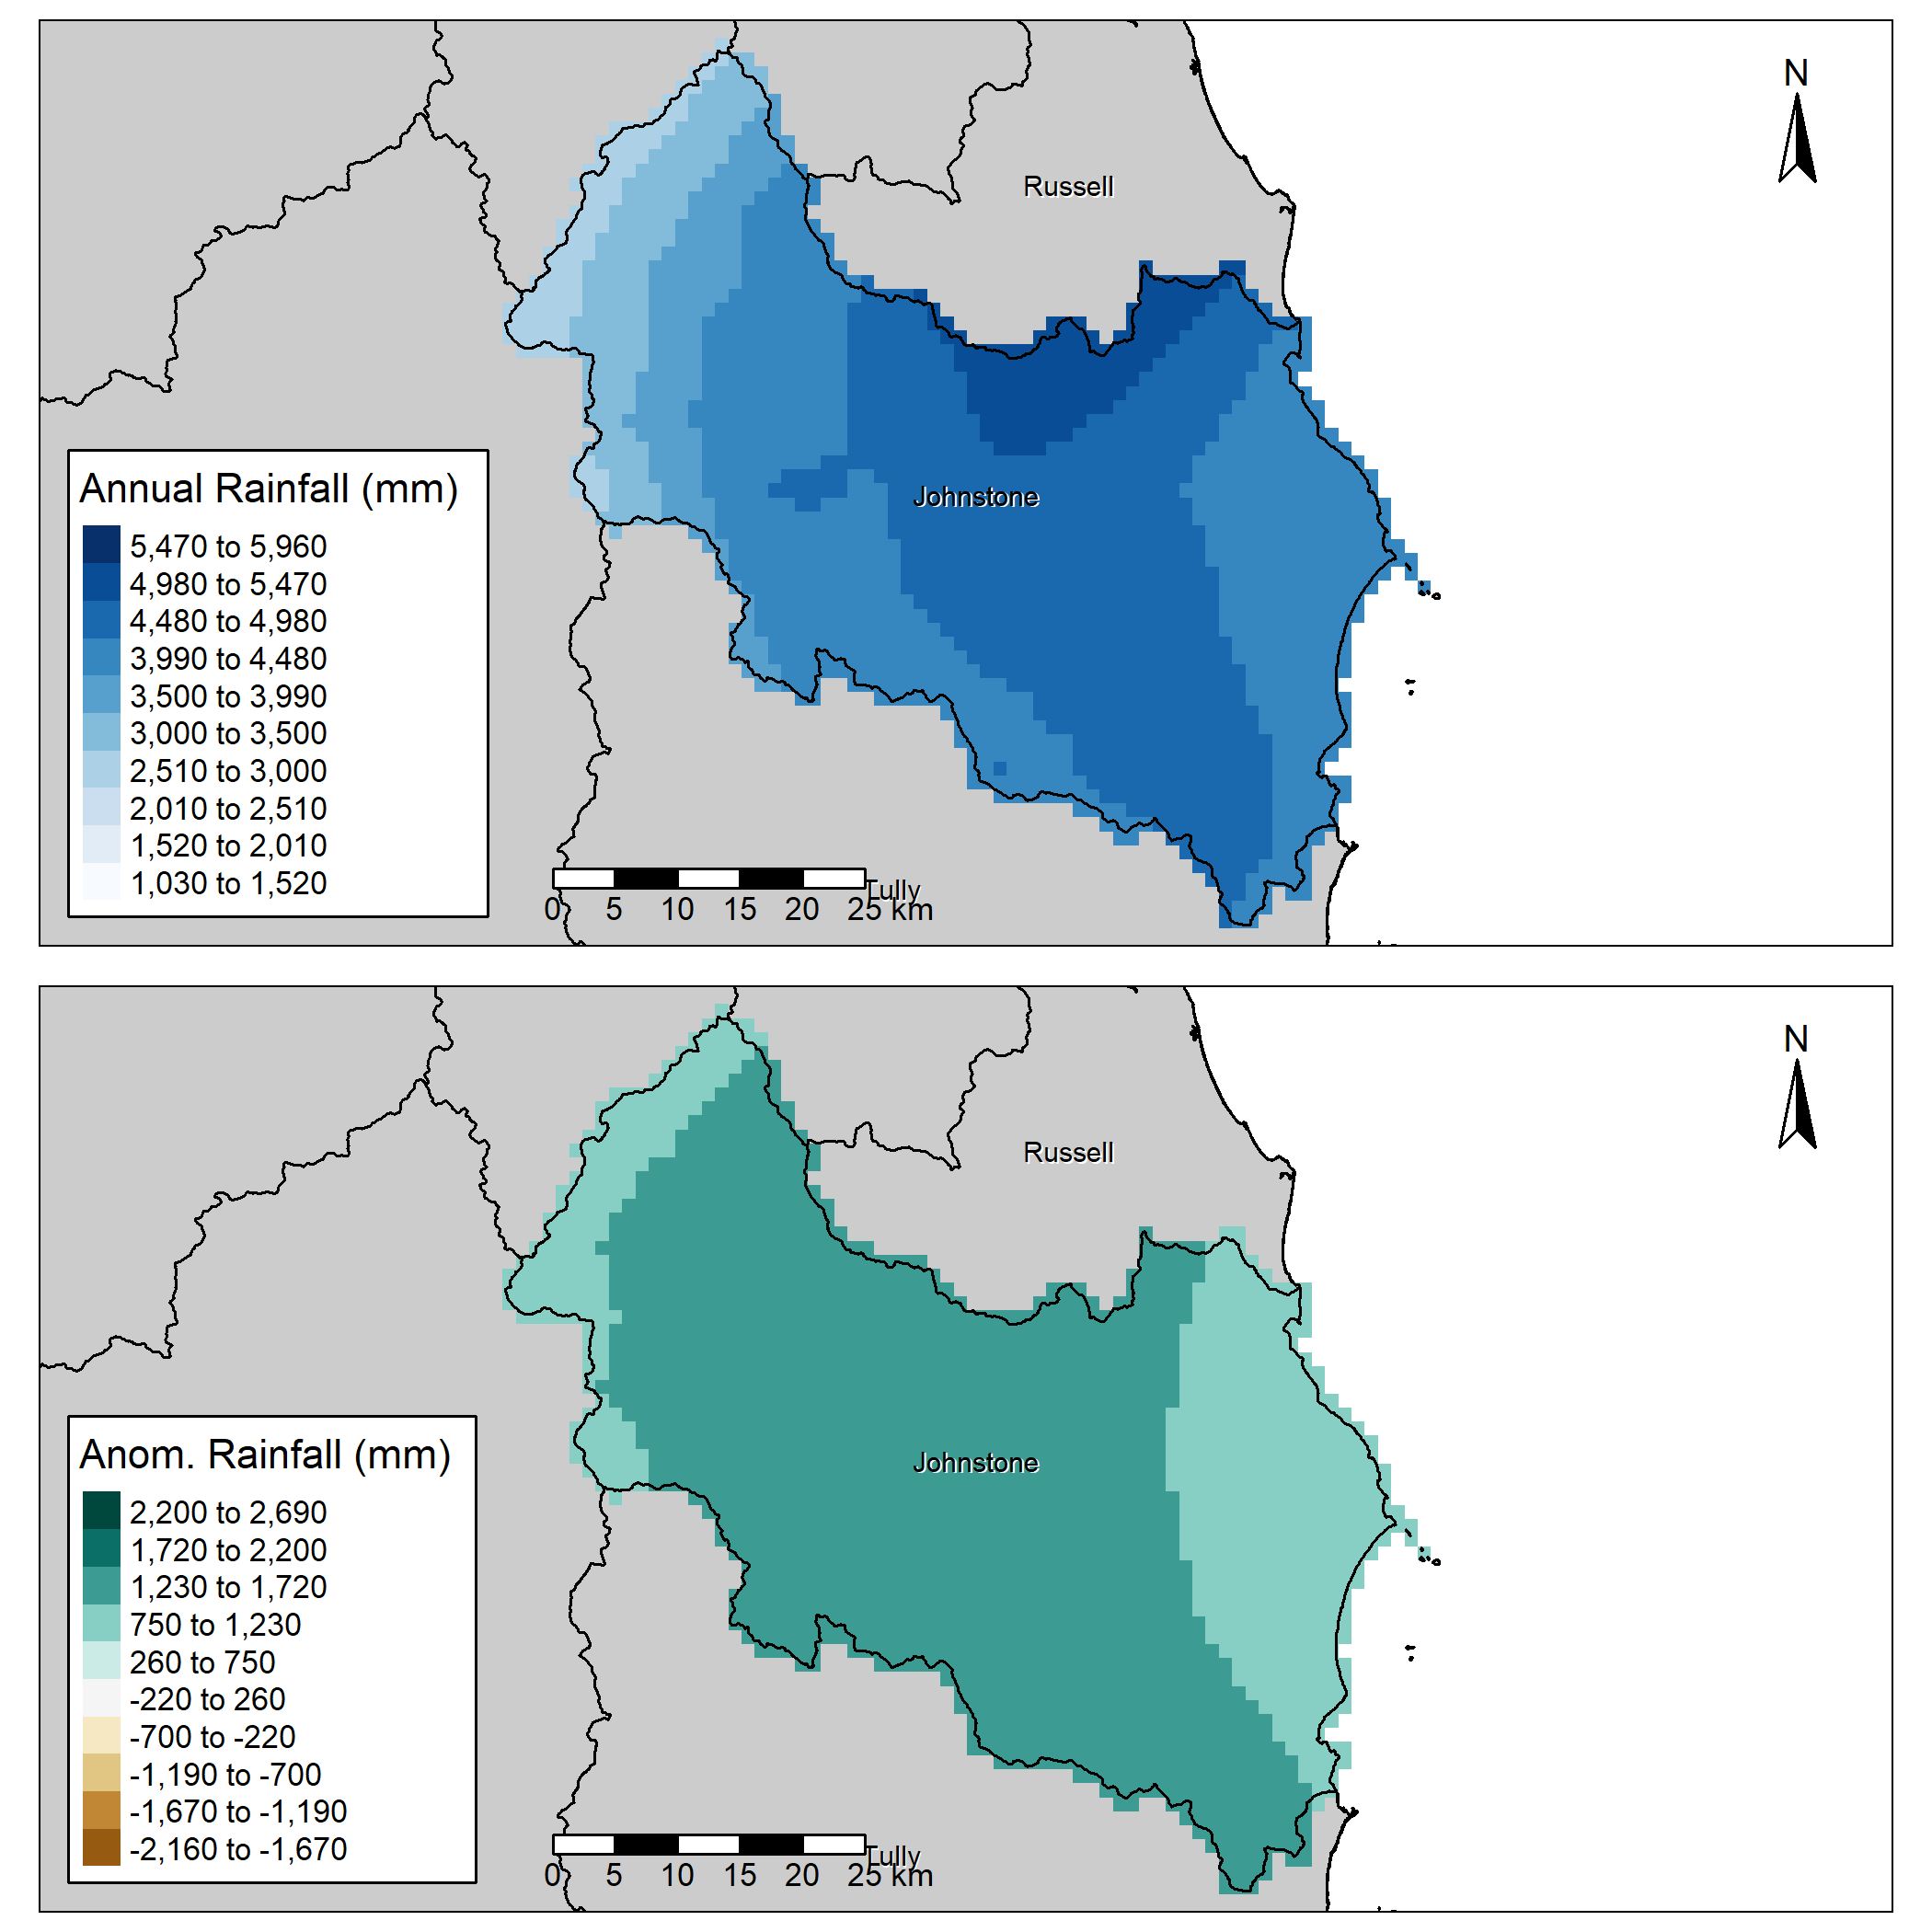 N
Russell
Annual Rainfall (mm)
5,470 to 5,960
4,980 to 5,470
4,480 to 4,980
3,990 to 4,480
3,500 to 3,990
3,000 to 3,500
2,510 to 3,000
2,010 to 2,510
1,520 to 2,010
1,030 to 1,520
Johnstone
Tully
0 5 10 15 20 25 km
N
Russell
Anom. Rainfall (mm)
2,200 to 2,690
1,720 to 2,200
1,230 to 1,720
750 to 1,230
260 to 750
-220 to 260
-700 to -220
-1,190 to -700
-1,670 to -1,190
-2,160 to -1,670
Johnstone
Tully
0 5 10 15 20 25 km